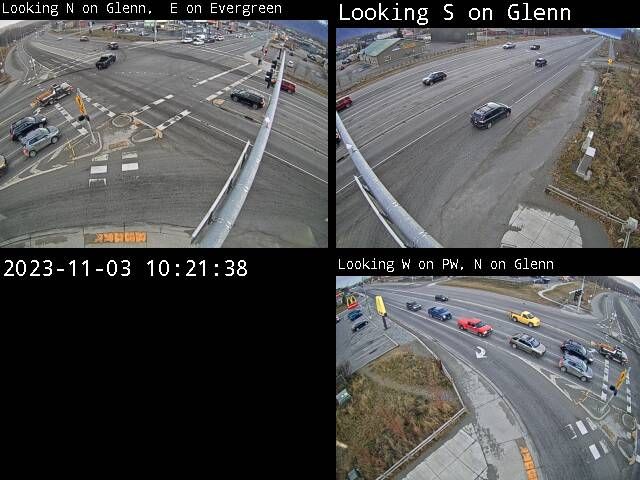 Looking N on Glenn,  E on Evergreen
Looking S on Glenn
2023-11-03 10:21:38
Looking W on PW, N on Glenn